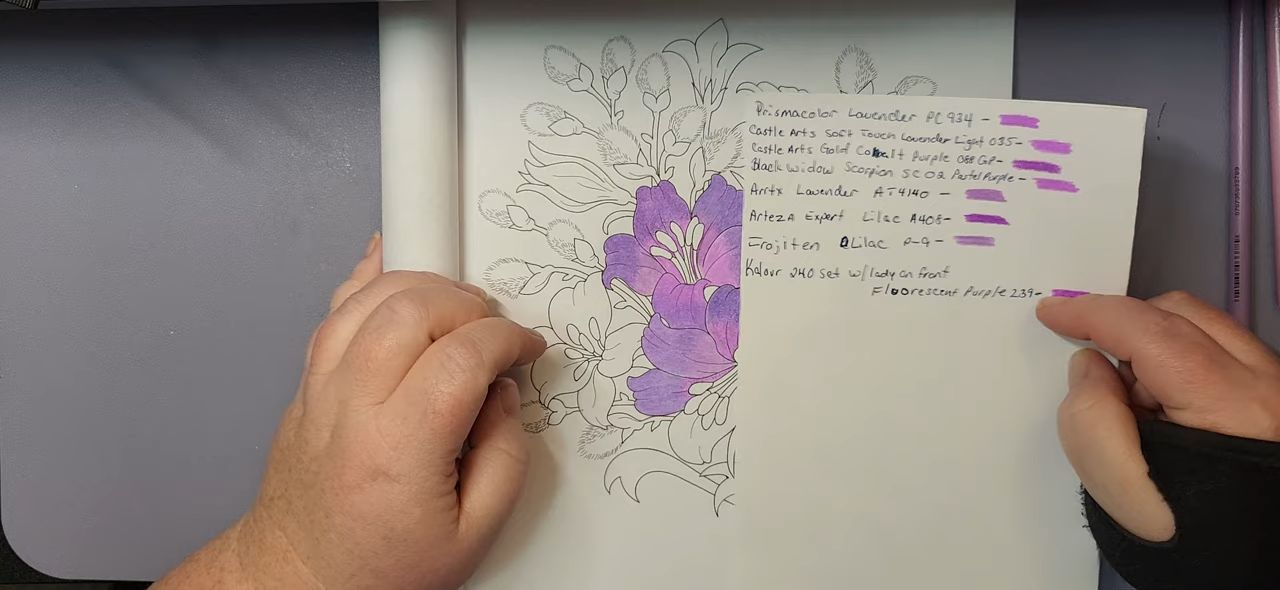 Prismacolor Lavender PC 934 -
Castle Arts Soft Touch Lavender Light 035-
Castle Arts Gold Cobalt Purple 088 GP-
Black Widow Scorpion SC02 Pastel Purple -
Arrtx Lavender AT4140 -
Arteza Expert Lilac A408-
Irojiten Lilac P-9 -
Kalour 240 set w/lady on front
Fluorescent Purple 239-